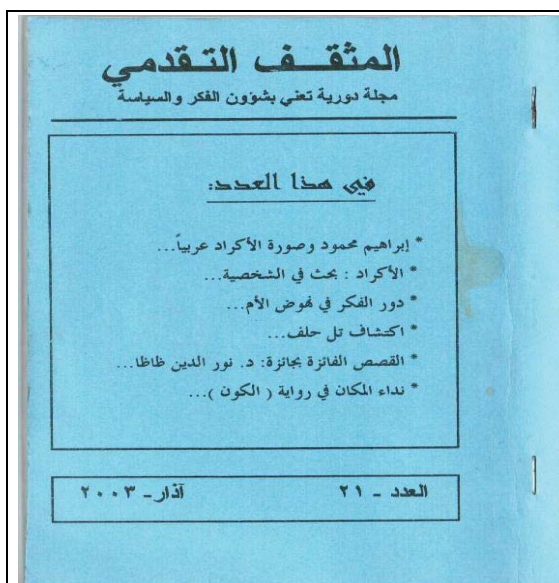 المثقف التقدمي
مجلة دورية تعني بشؤون الفكر والسياسة
في هذا العدد:
* إبراهيم محمود وصورة الأكراد عربياً...
* الأكراد : بحث في الشخصية...
* دور الفكر في نهوض الأم...
* اكتشاف تل حلف...
* القصص الفائزة بجائزة: د. نور الدين ظاظا...
* نداء المكان في رواية ( الكون )...
العدد - ٢١ آذار- ٢٠٠٣